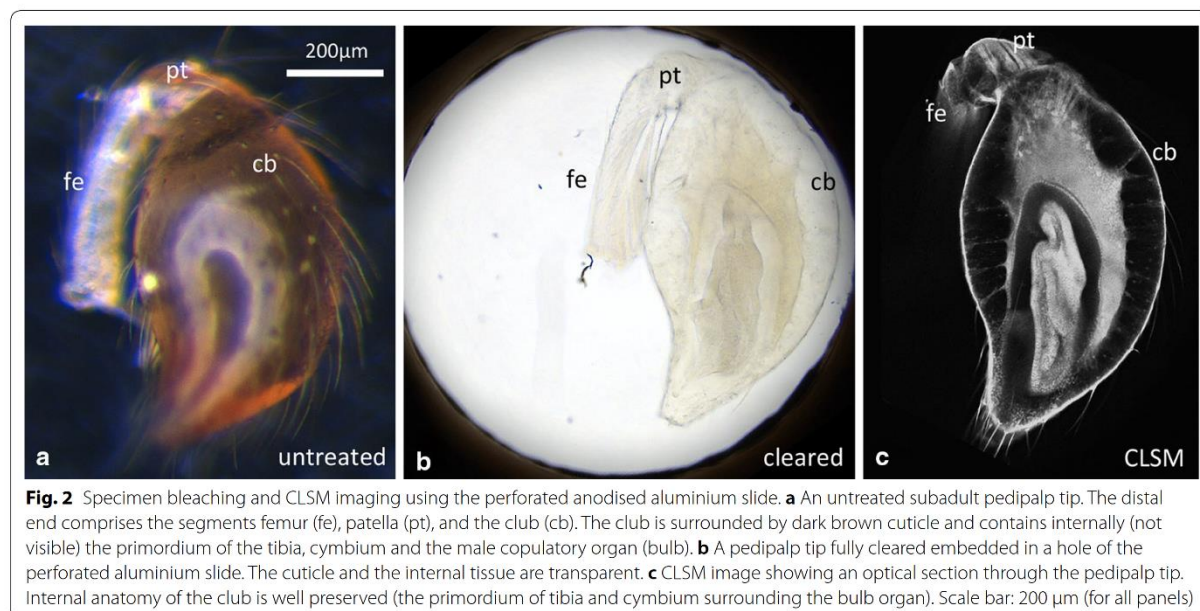 200µm
pt
cb
fe
a
untreated
pt
fe
cb
b
cleared
pt
fe
cb
c
CLSM
Fig. 2 Specimen bleaching and CLSM imaging using the perforated anodised aluminium slide. a An untreated subadult pedipalp tip. The distal
end comprises the segments femur (fe), patella (pt), and the club (cb). The club is surrounded by dark brown cuticle and contains internally (not
visible) the primordium of the tibia, cymbium and the male copulatory organ (bulb). b A pedipalp tip fully cleared embedded in a hole of the
perforated aluminium slide. The cuticle and the internal tissue are transparent. c CLSM image showing an optical section through the pedipalp tip.
Internal anatomy of the club is well preserved (the primordium of tibia and cymbium surrounding the bulb organ). Scale bar: 200 µm (for all panels)